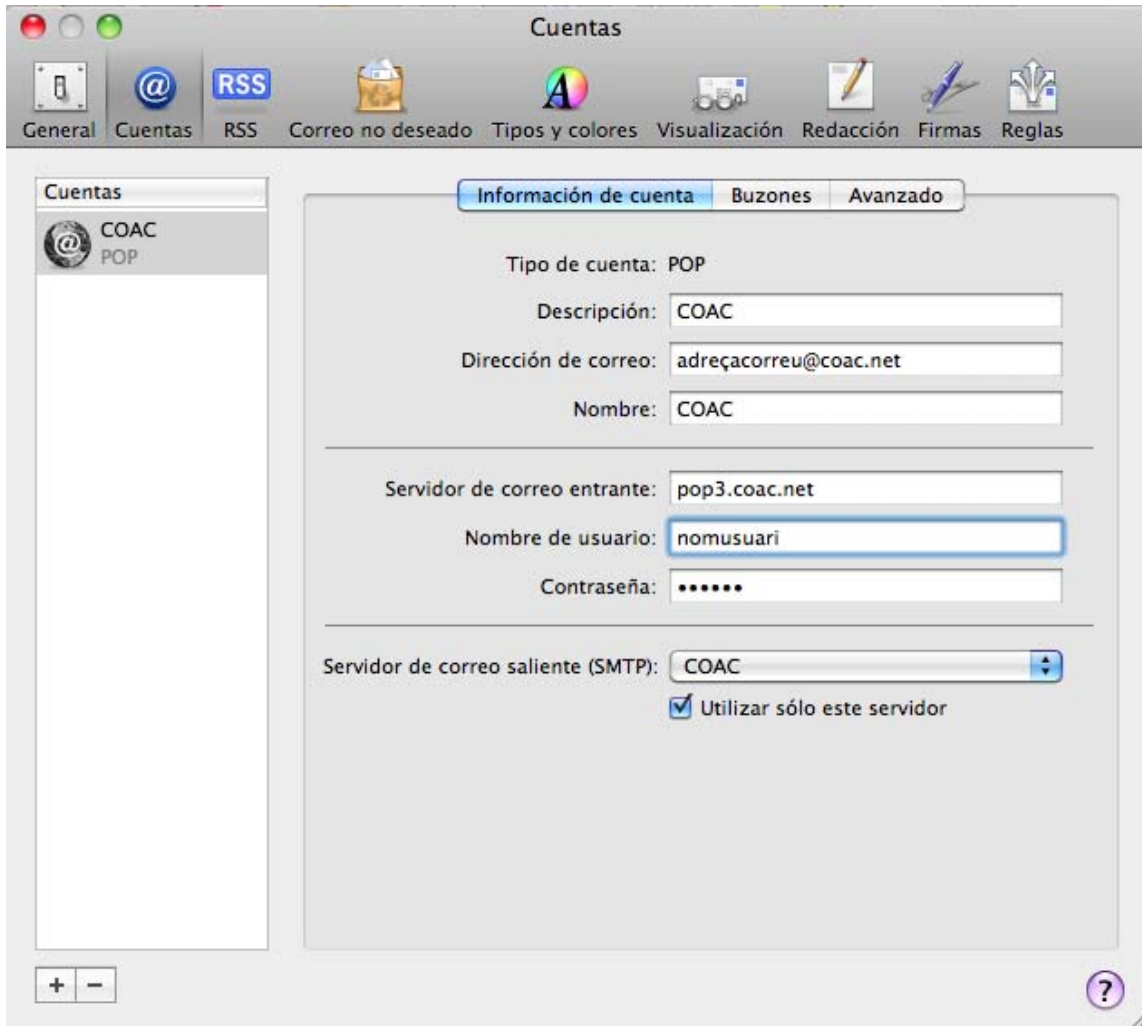 Cuentas
RSS
General Cuentas RSS Correo no deseado Tipos y colores Visualización Redacción Firmas Reglas
Cuentas
COAC
POP
Información de cuenta Buzones Avanzado
Tipo de cuenta: POP
Descripción: COAC
Dirección de correo: adreçacorreu@coac.net
Nombre: COAC
Servidor de correo entrante: pop3.coac.net
Nombre de usuario: nomusuari
Contraseña: ••••••
Servidor de correo saliente (SMTP): COAC
Utilizar sólo este servidor
+ − ?